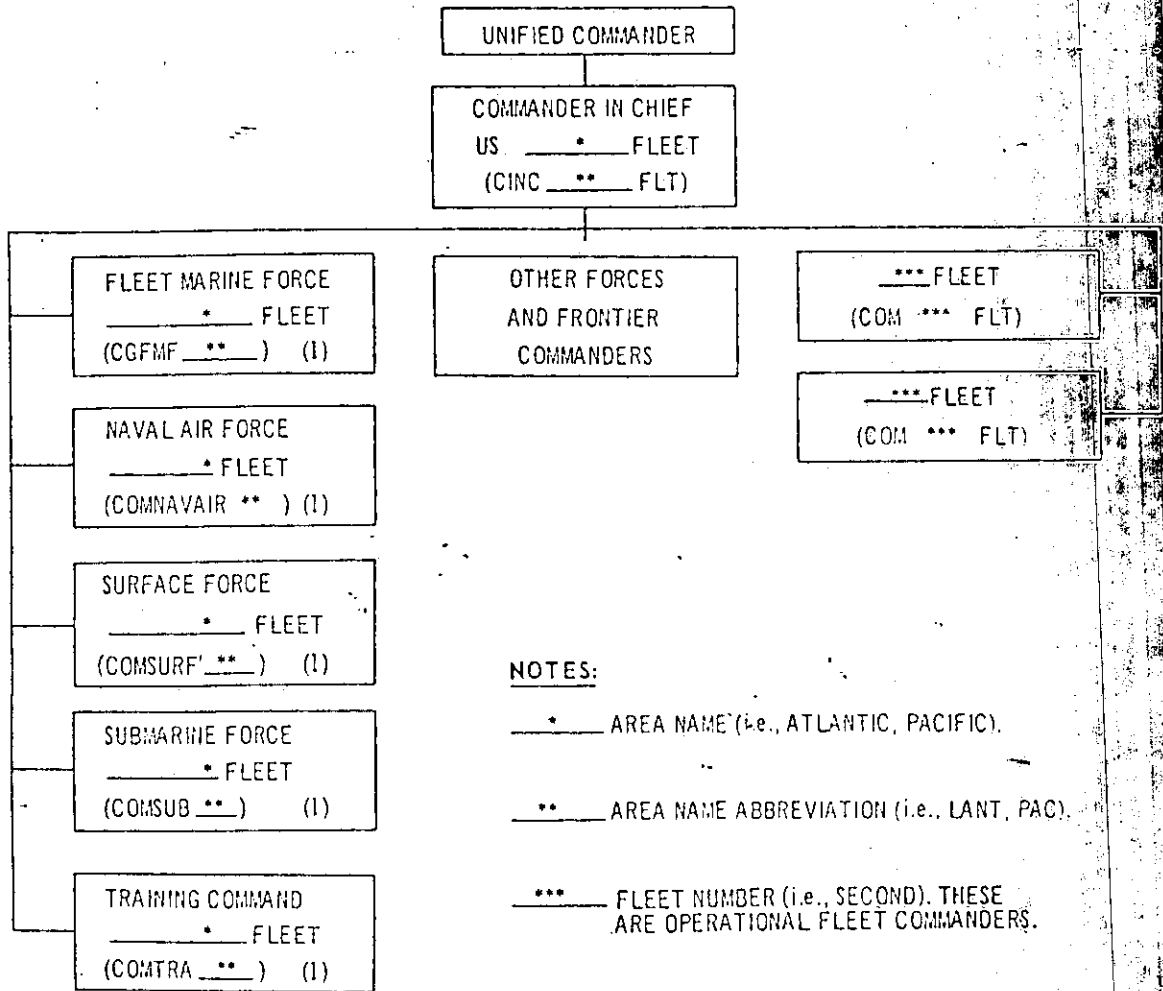 UNIFIED COMMANDER
COMMANDER IN CHIEF
US * FLEET
(CINC ** FLT)
FLEET MARINE FORCE
* FLEET
(CGFMF ** ) (1)
NAVAL AIR FORCE
* FLEET
(COMNAVAIR ** ) (1)
SURFACE FORCE
* FLEET
(COMSURF' ** ) (1)
SUBMARINE FORCE
* FLEET
(COMSUB ** ) (1)
TRAINING COMMAND
* FLEET
(COMTRA ** ) (1)
OTHER FORCES
AND FRONTIER
COMMANDERS
*** FLEET
(COM *** FLT)
*** FLEET
(COM *** FLT)
NOTES:
* AREA NAME (i.e., ATLANTIC, PACIFIC).
** AREA NAME ABBREVIATION (i.e., LANT, PAC).
*** FLEET NUMBER (i.e., SECOND). THESE
ARE OPERATIONAL FLEET COMMANDERS.